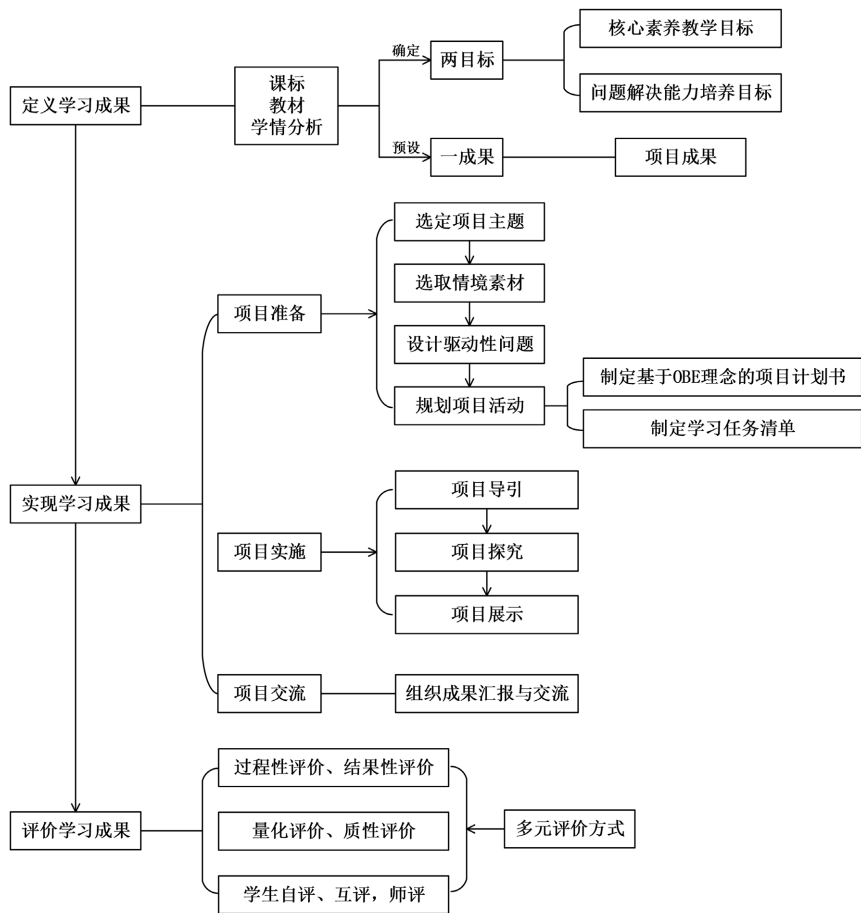 定义学习成果
课标
教材
学情分析
确定
两目标
核心素养教学目标
问题解决能力培养目标
预设
一成果
项目成果
选定项目主题
选取情境素材
项目准备
设计驱动性问题
规划项目活动
制定基于OBE理念的项目计划书
制定学习任务清单
实现学习成果
项目导引
项目实施
项目探究
项目展示
项目交流
组织成果汇报与交流
过程性评价、结果性评价
评价学习成果
量化评价、质性评价
多元评价方式
学生自评、互评，师评